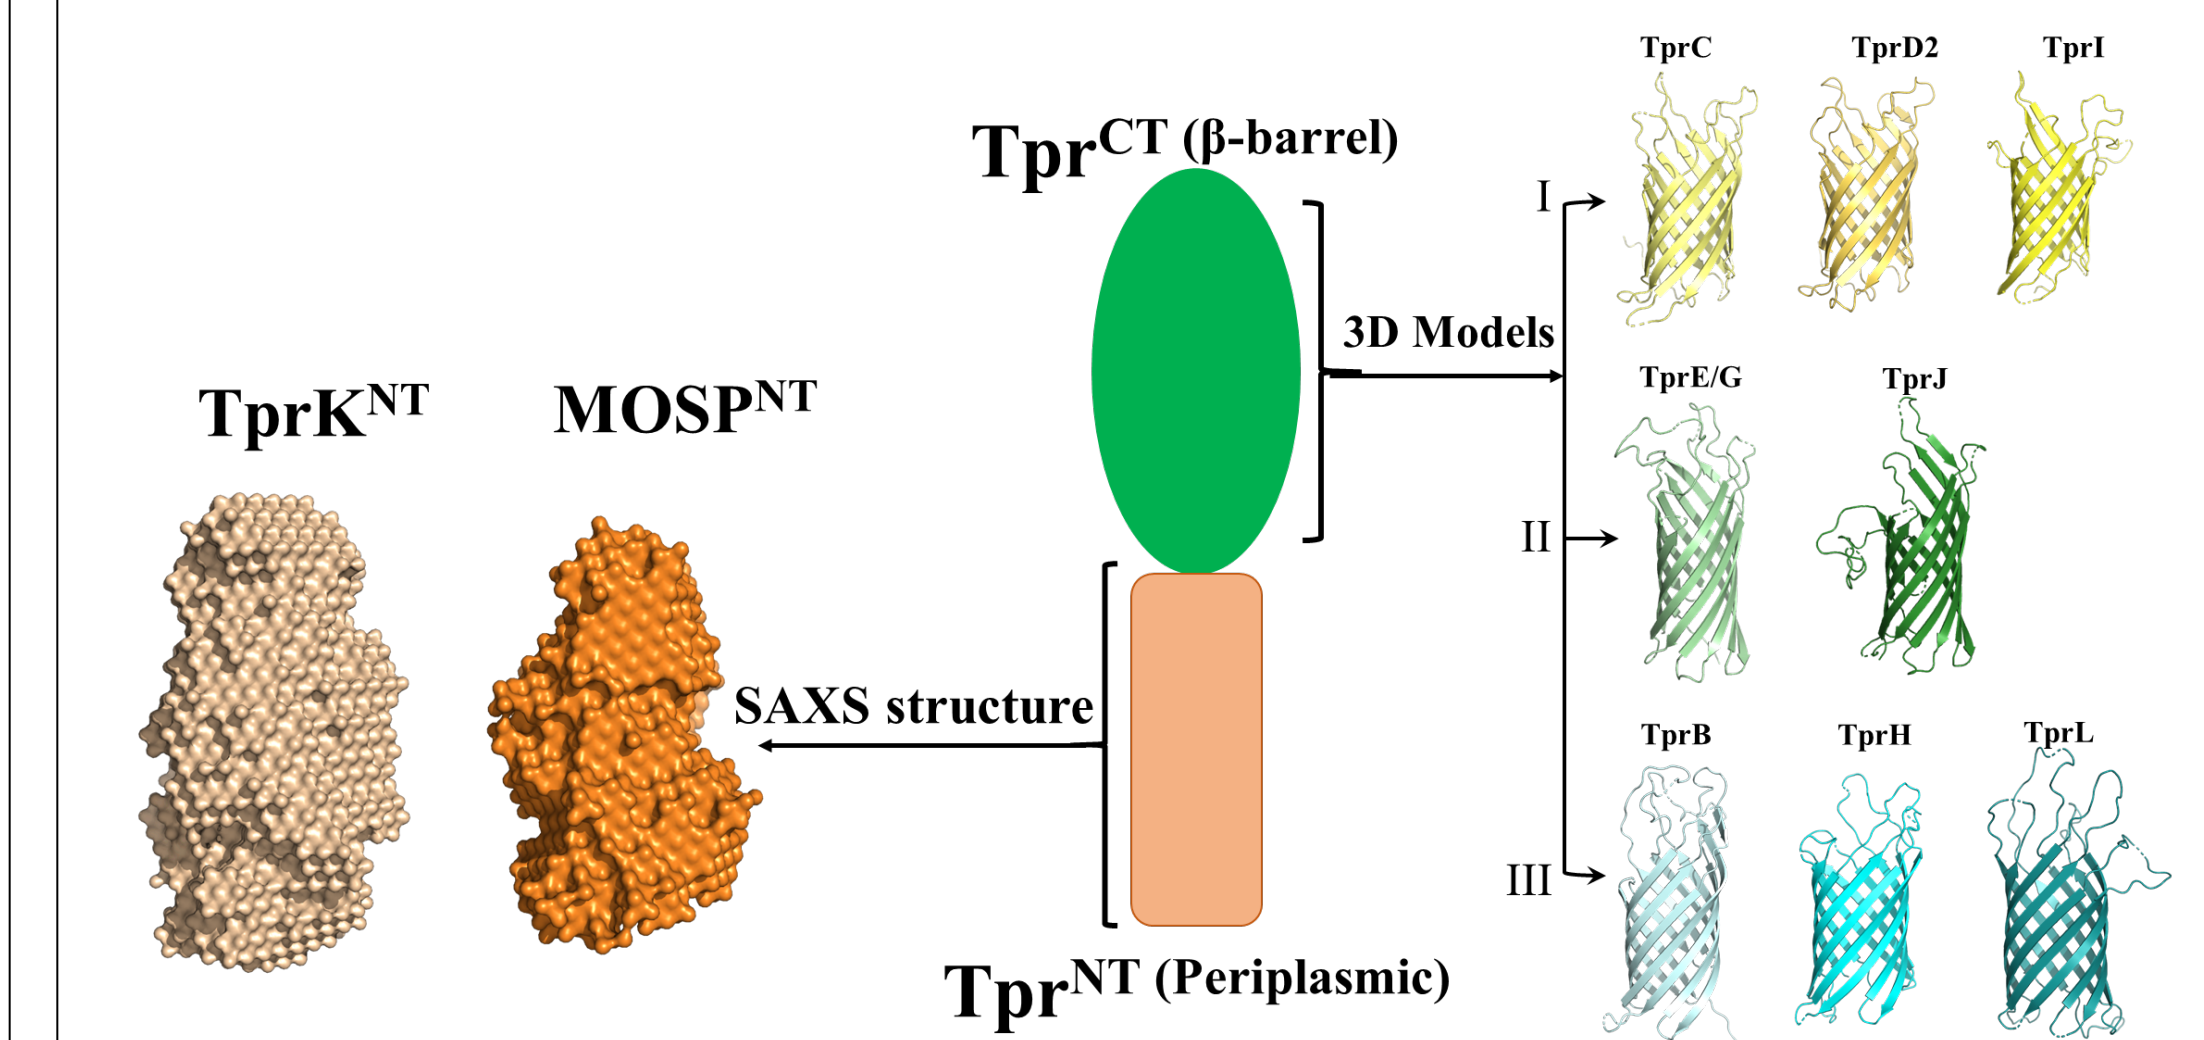 TprC TprD2 TprI
Tpr^CT (β-barrel)
I
3D Models
TprE/G TprJ
TprK^NT MOSP^NT
II
SAXS structure
TprB TprH TprL
III
Tpr^NT (Periplasmic)